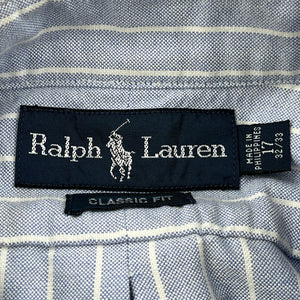 Ralph Lauren
CLASSIC FIT
MADE IN
PHILIPPINES
17
32/33